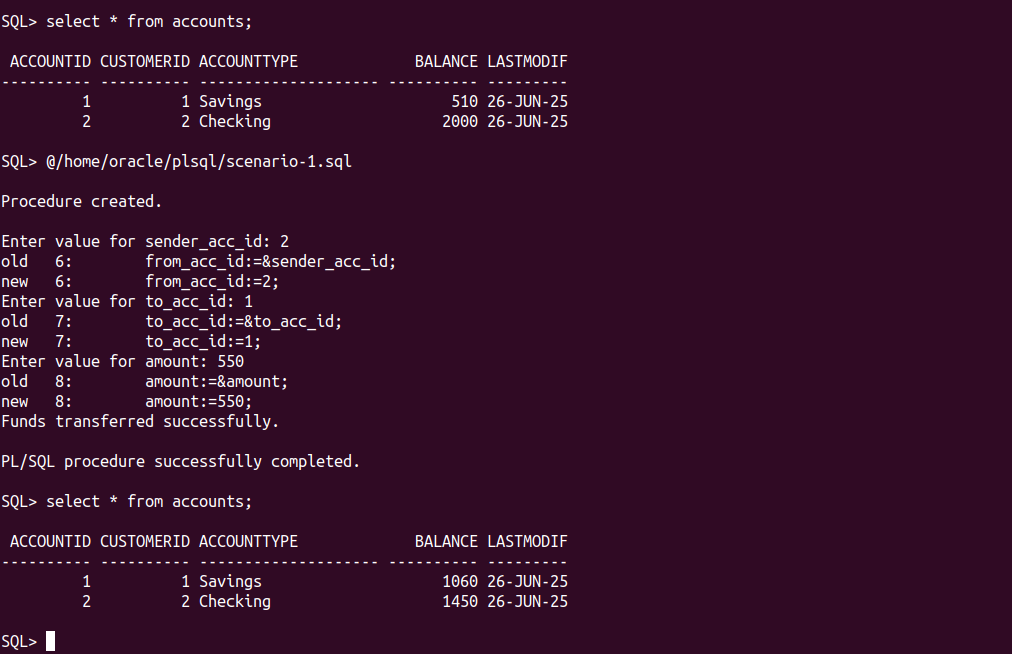 SQL> select * from accounts;
 ACCOUNTID CUSTOMERID ACCOUNTTYPE             BALANCE LASTMODIF
---------- ---------- -------------------- ---------- ---------
         1          1 Savings                     510 26-JUN-25
         2          2 Checking                   2000 26-JUN-25
SQL> @/home/oracle/plsql/scenario-1.sql
Procedure created.
Enter value for sender_acc_id: 2
old   6:        from_acc_id:=&sender_acc_id;
new   6:        from_acc_id:=2;
Enter value for to_acc_id: 1
old   7:        to_acc_id:=&to_acc_id;
new   7:        to_acc_id:=1;
Enter value for amount: 550
old   8:        amount:=&amount;
new   8:        amount:=550;
Funds transferred successfully.
PL/SQL procedure successfully completed.
SQL> select * from accounts;
 ACCOUNTID CUSTOMERID ACCOUNTTYPE             BALANCE LASTMODIF
---------- ---------- -------------------- ---------- ---------
         1          1 Savings                    1060 26-JUN-25
         2          2 Checking                   1450 26-JUN-25
SQL>